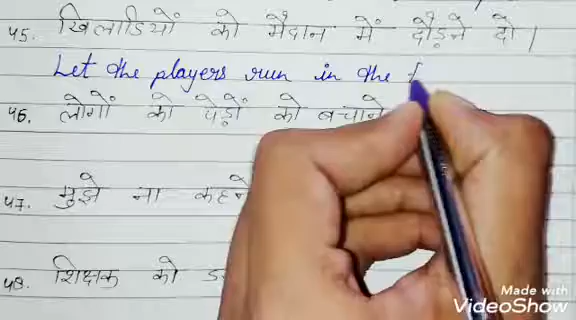 45. खिलाडियों को मैदान में दौड़ने दो।
Let the players run in the f
46. लोगों को पेड़ों को बचाने
47. मुझे ना कहने
48. शिक्षक को
Made with
VideoShow